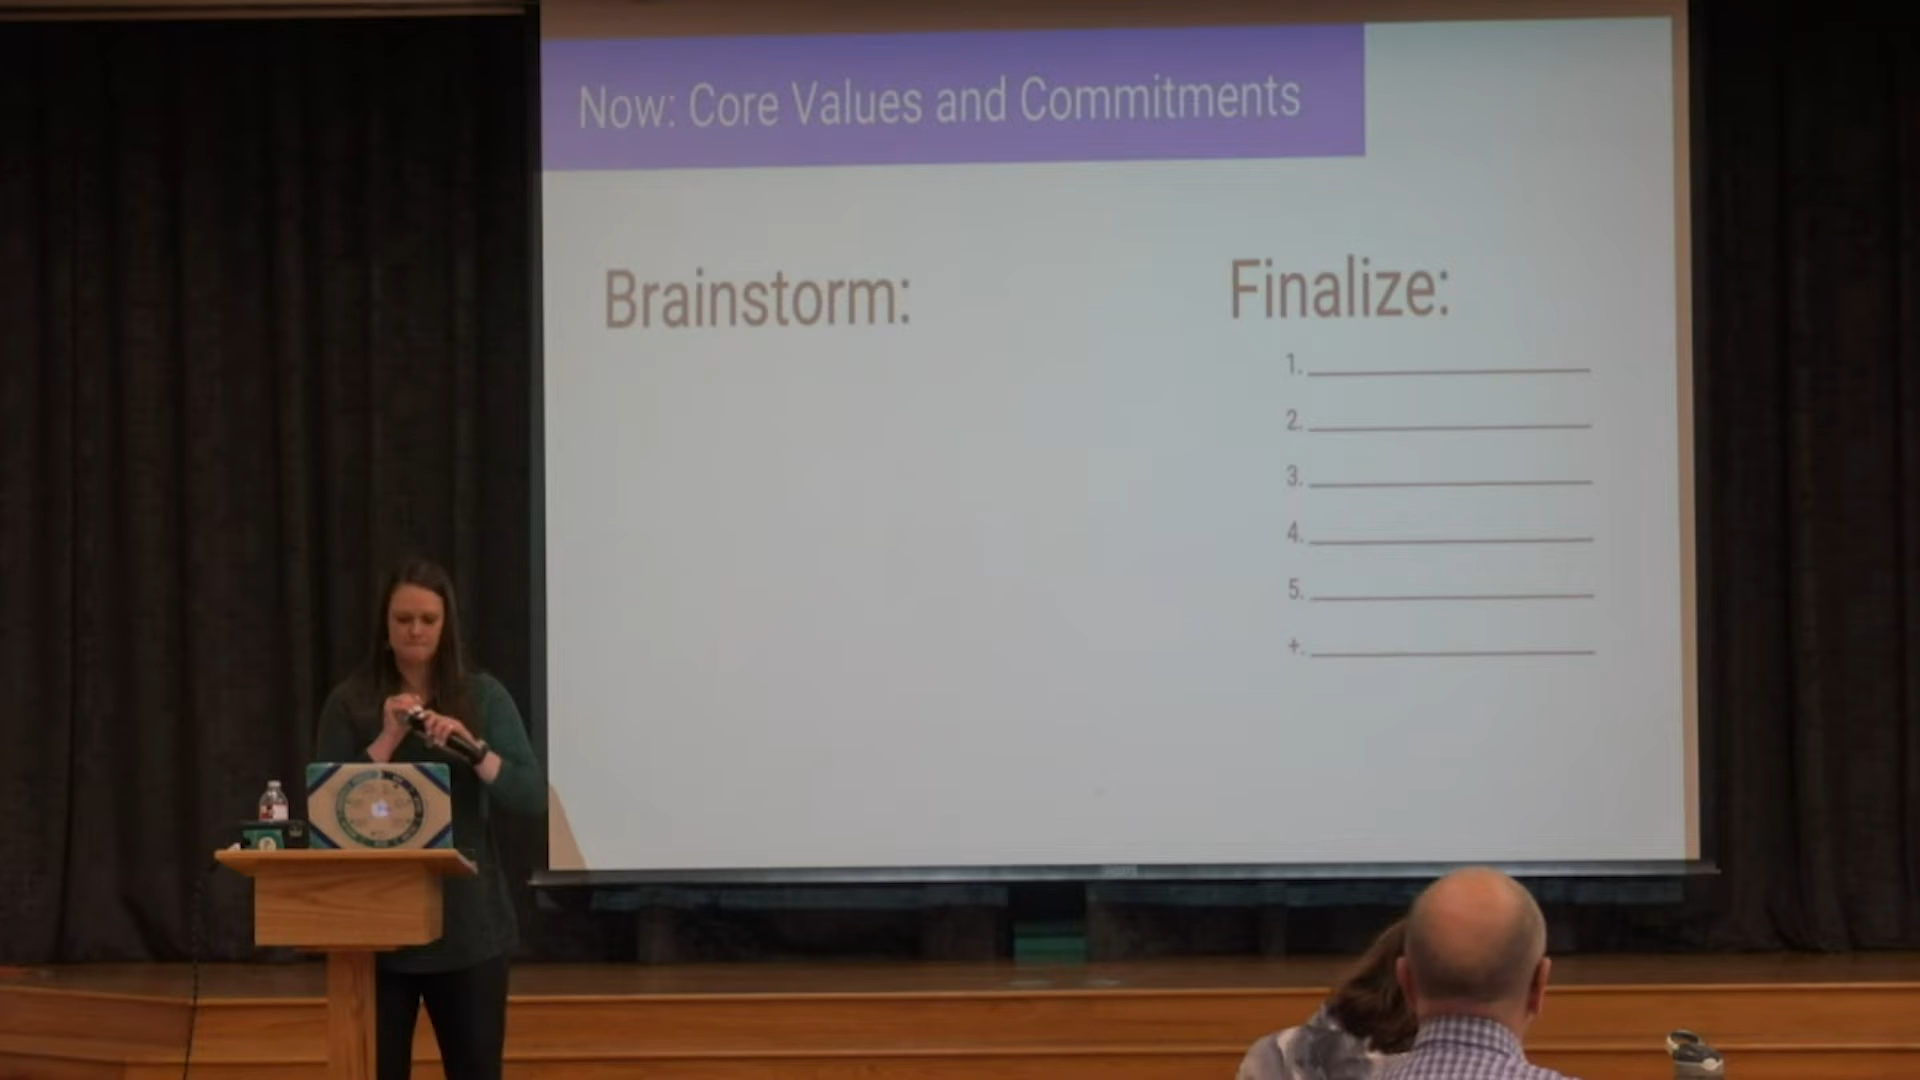 Now: Core Values and Commitments
Brainstorm:
Finalize:
1.
2.
3.
4.
5.
+.